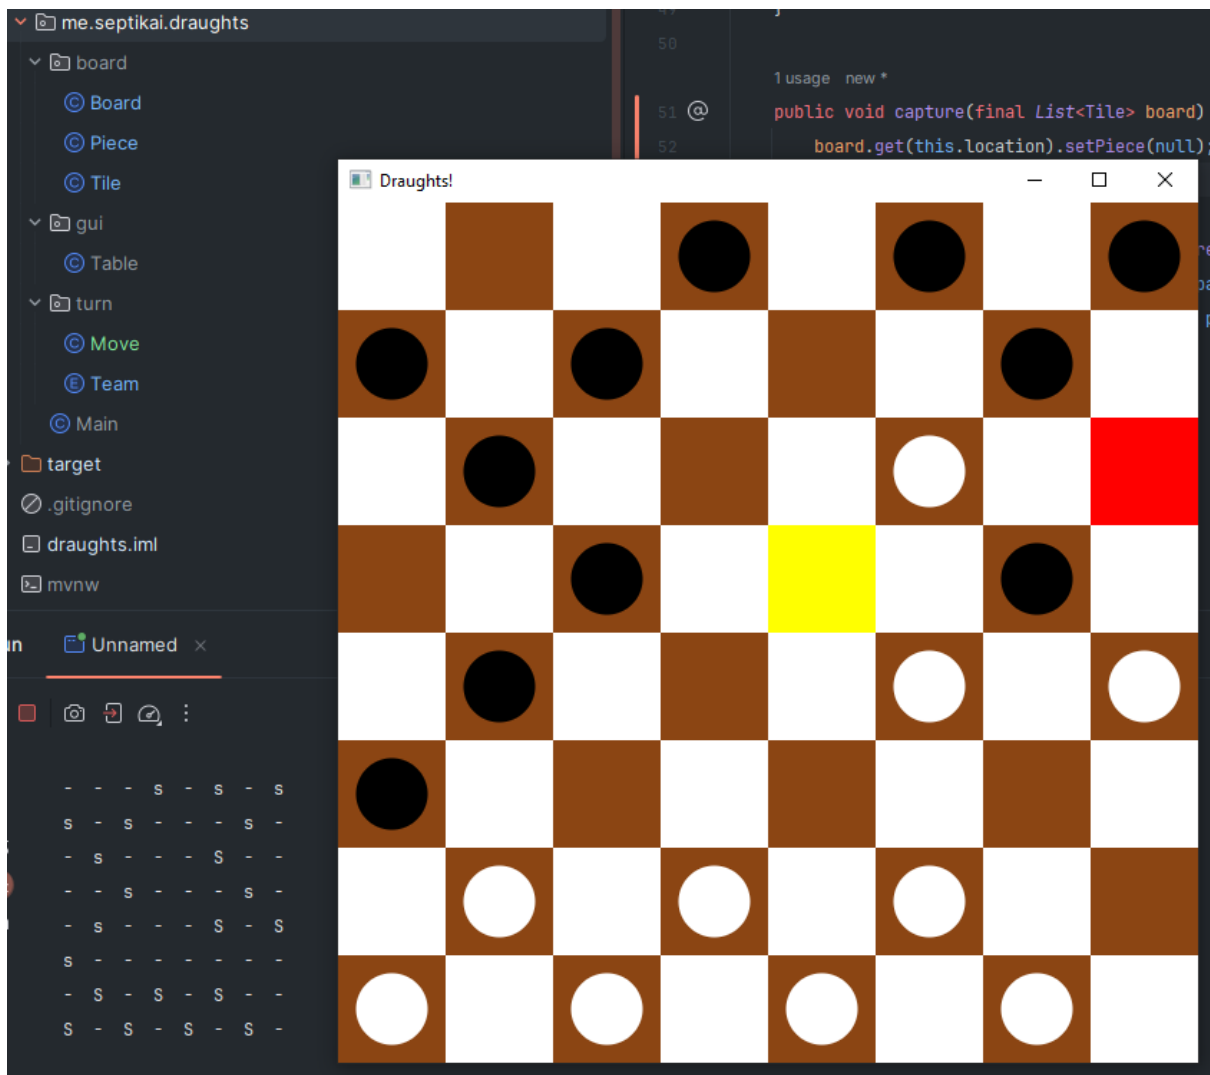 me.septikai.draughts
board
Board
Piece
Tile
gui
Table
turn
Move
Team
Main
target
.gitignore
draughts.iml
mvnw
50
1 usage new *
51 @ public void capture(final List<Tile> board)
52 board.get(this.location).setPiece(null);
Draughts!
Unnamed
- - - s - s - s
s - s - - - s -
- s - - - S - -
- - s - - - s -
- s - - - S - S
s - - - - - - -
- S - S - S - -
S - S - S - S -